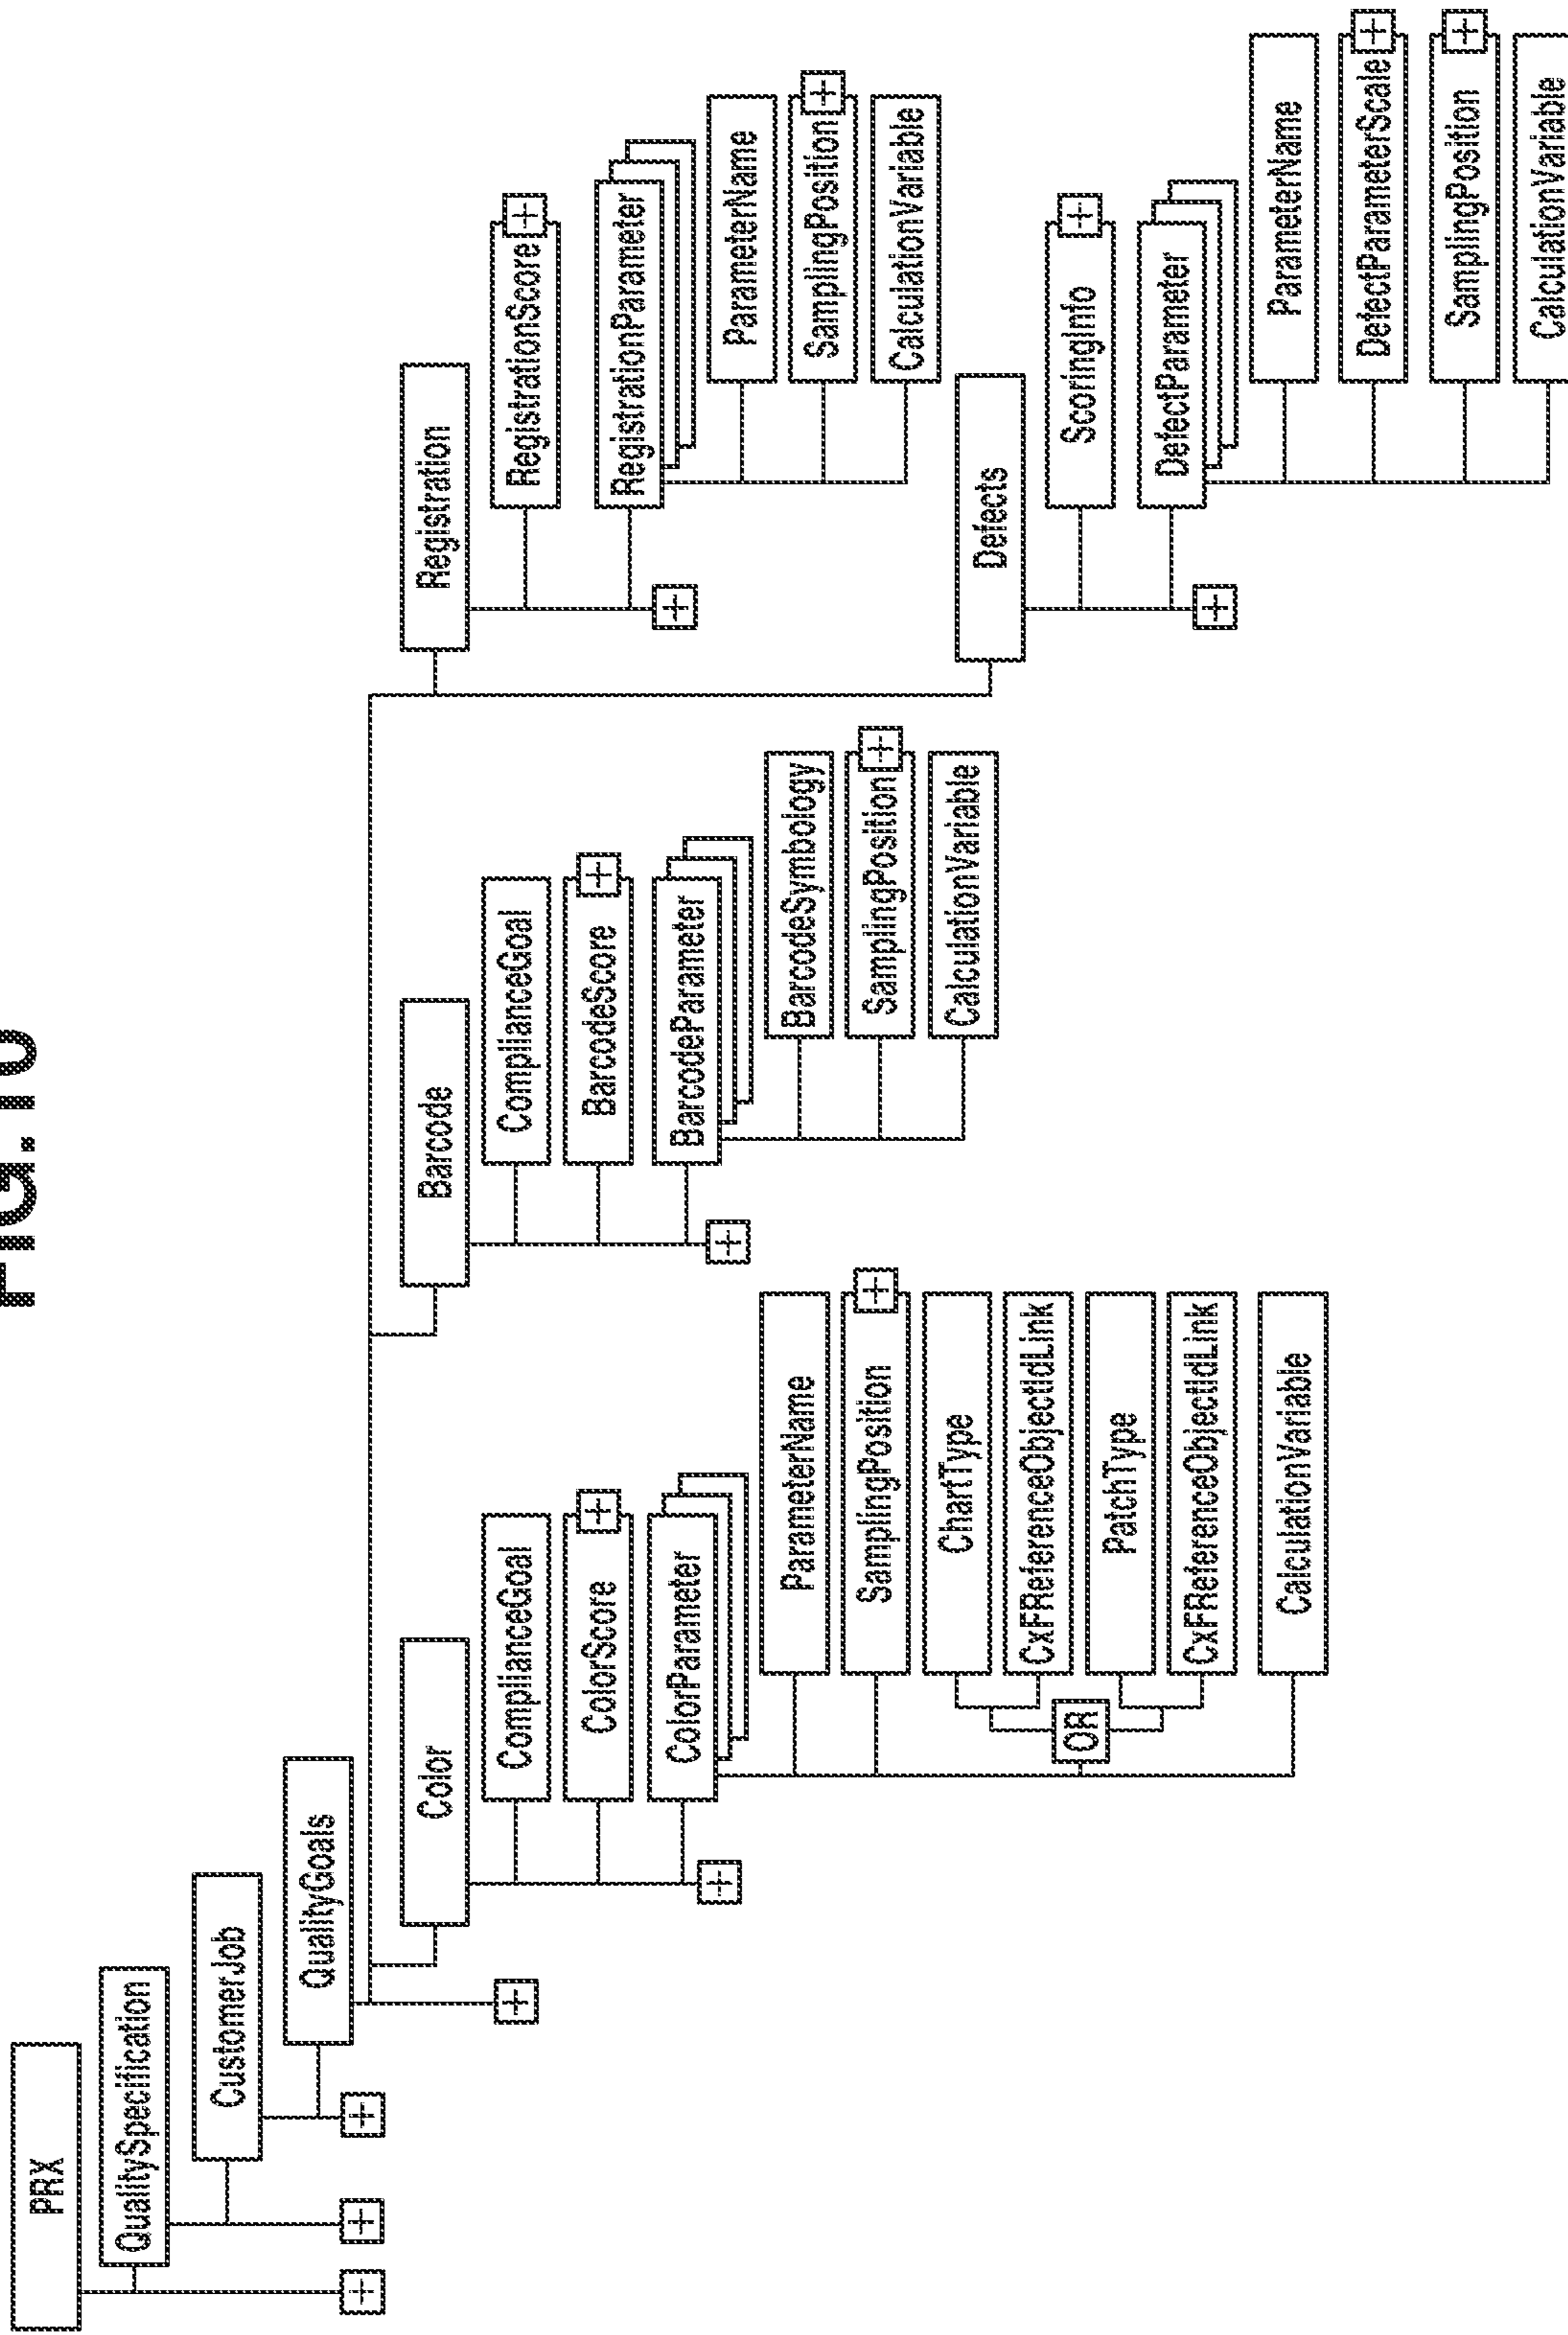 FIG.10
PRX
QualitySpecification
CustomerJob
QualityGoals
Color
ComplianceGoal
ColorScore
ColorParameter
ParameterName
SamplingPosition
ChartType
CxFReferenceObjectIdLink
OR
PatchType
CxFReferenceObjectIdLink
CalculationVariable
Barcode
ComplianceGoal
BarcodeScore
BarcodeParameter
BarcodeSymbology
SamplingPosition
CalculationVariable
Registration
RegistrationScore
RegistrationParameter
ParameterName
SamplingPosition
CalculationVariable
Defects
ScoringInfo
DefectParameter
ParameterName
DefectParameterScale
SamplingPosition
CalculationVariable